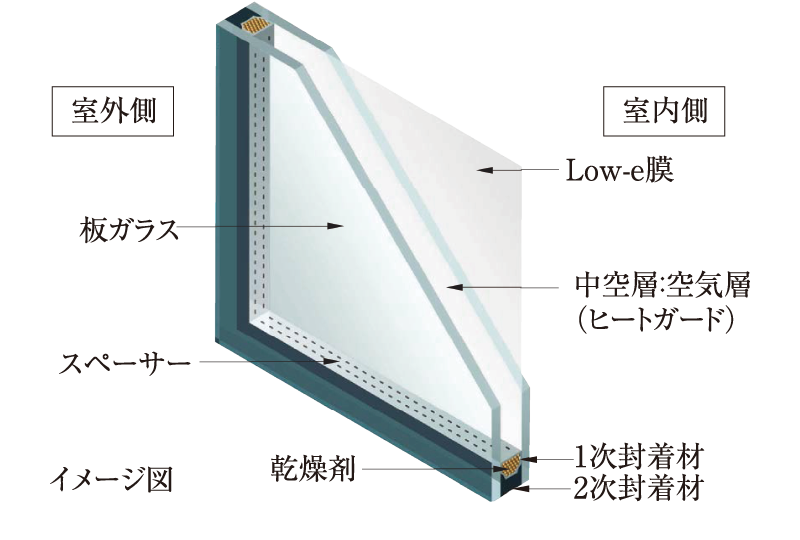 室外側
室内側
Low-e膜
板ガラス
中空層:空気層
(ヒートガード)
スペーサー
乾燥剤
1次封着材
2次封着材
イメージ図